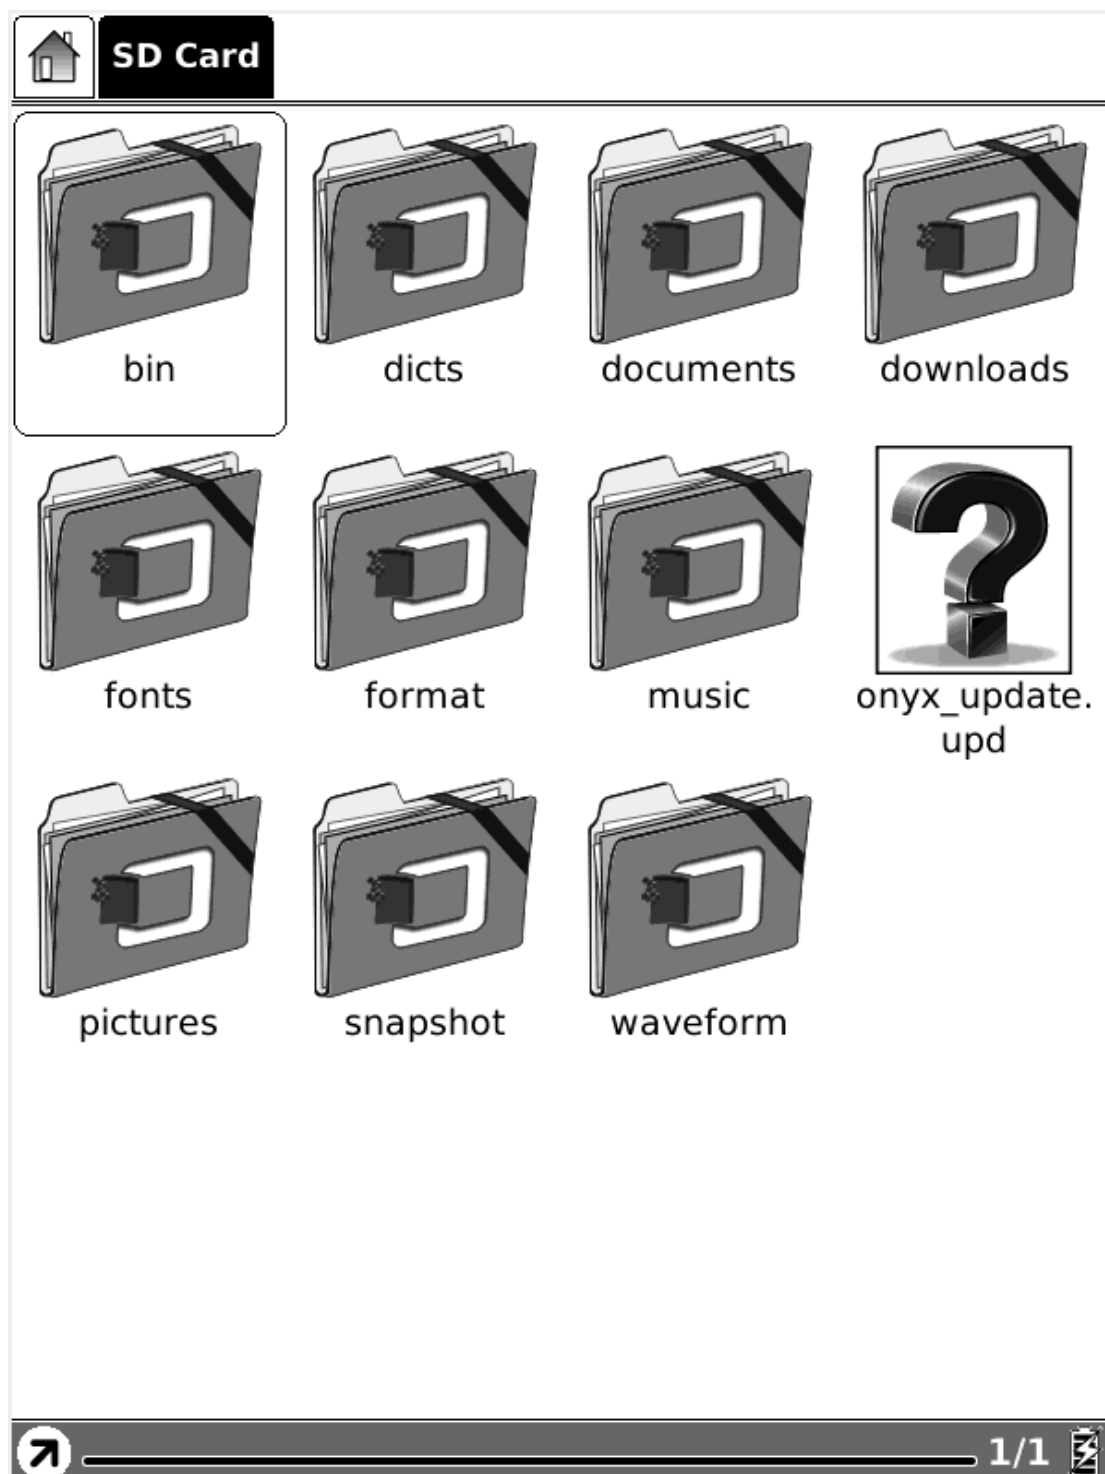 SD Card
bin
dicts
documents
downloads
fonts
format
music
onyx_update.
upd
pictures
snapshot
waveform
1/1